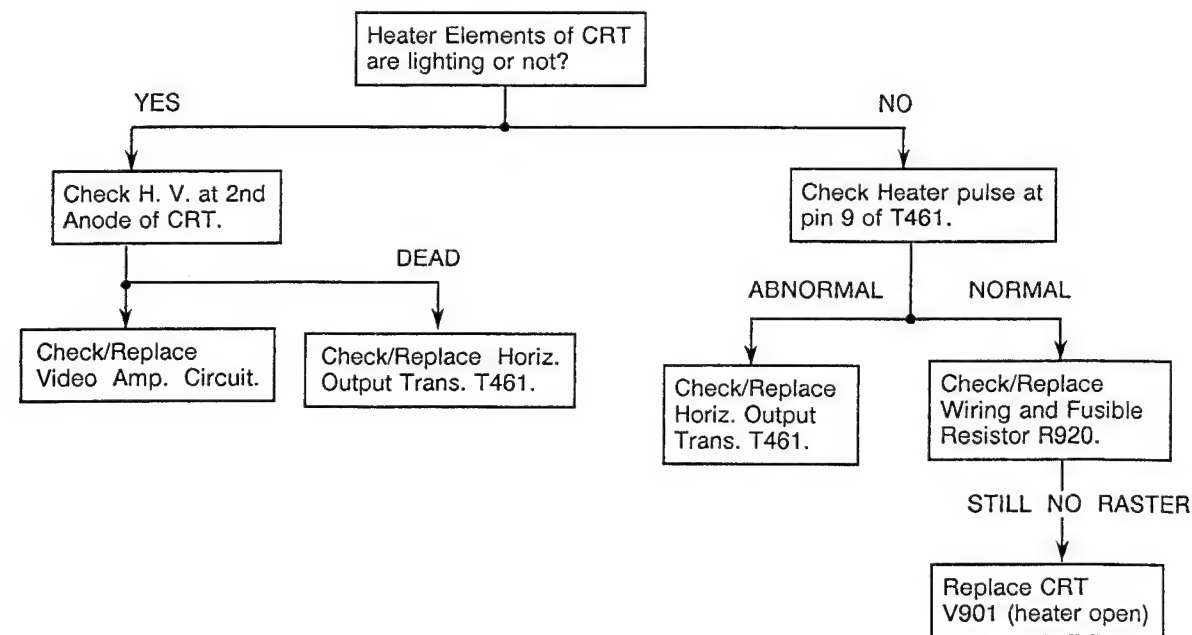 Heater Elements of CRT
are lighting or not?
YES
NO
Check H. V. at 2nd
Anode of CRT.
Check Heater pulse at
pin 9 of T461.
DEAD
ABNORMAL
NORMAL
Check/Replace
Video Amp. Circuit.
Check/Replace Horiz.
Output Trans. T461.
Check/Replace
Horiz. Output
Trans. T461.
Check/Replace
Wiring and Fusible
Resistor R920.
STILL NO RASTER
Replace CRT
V901 (heater open)